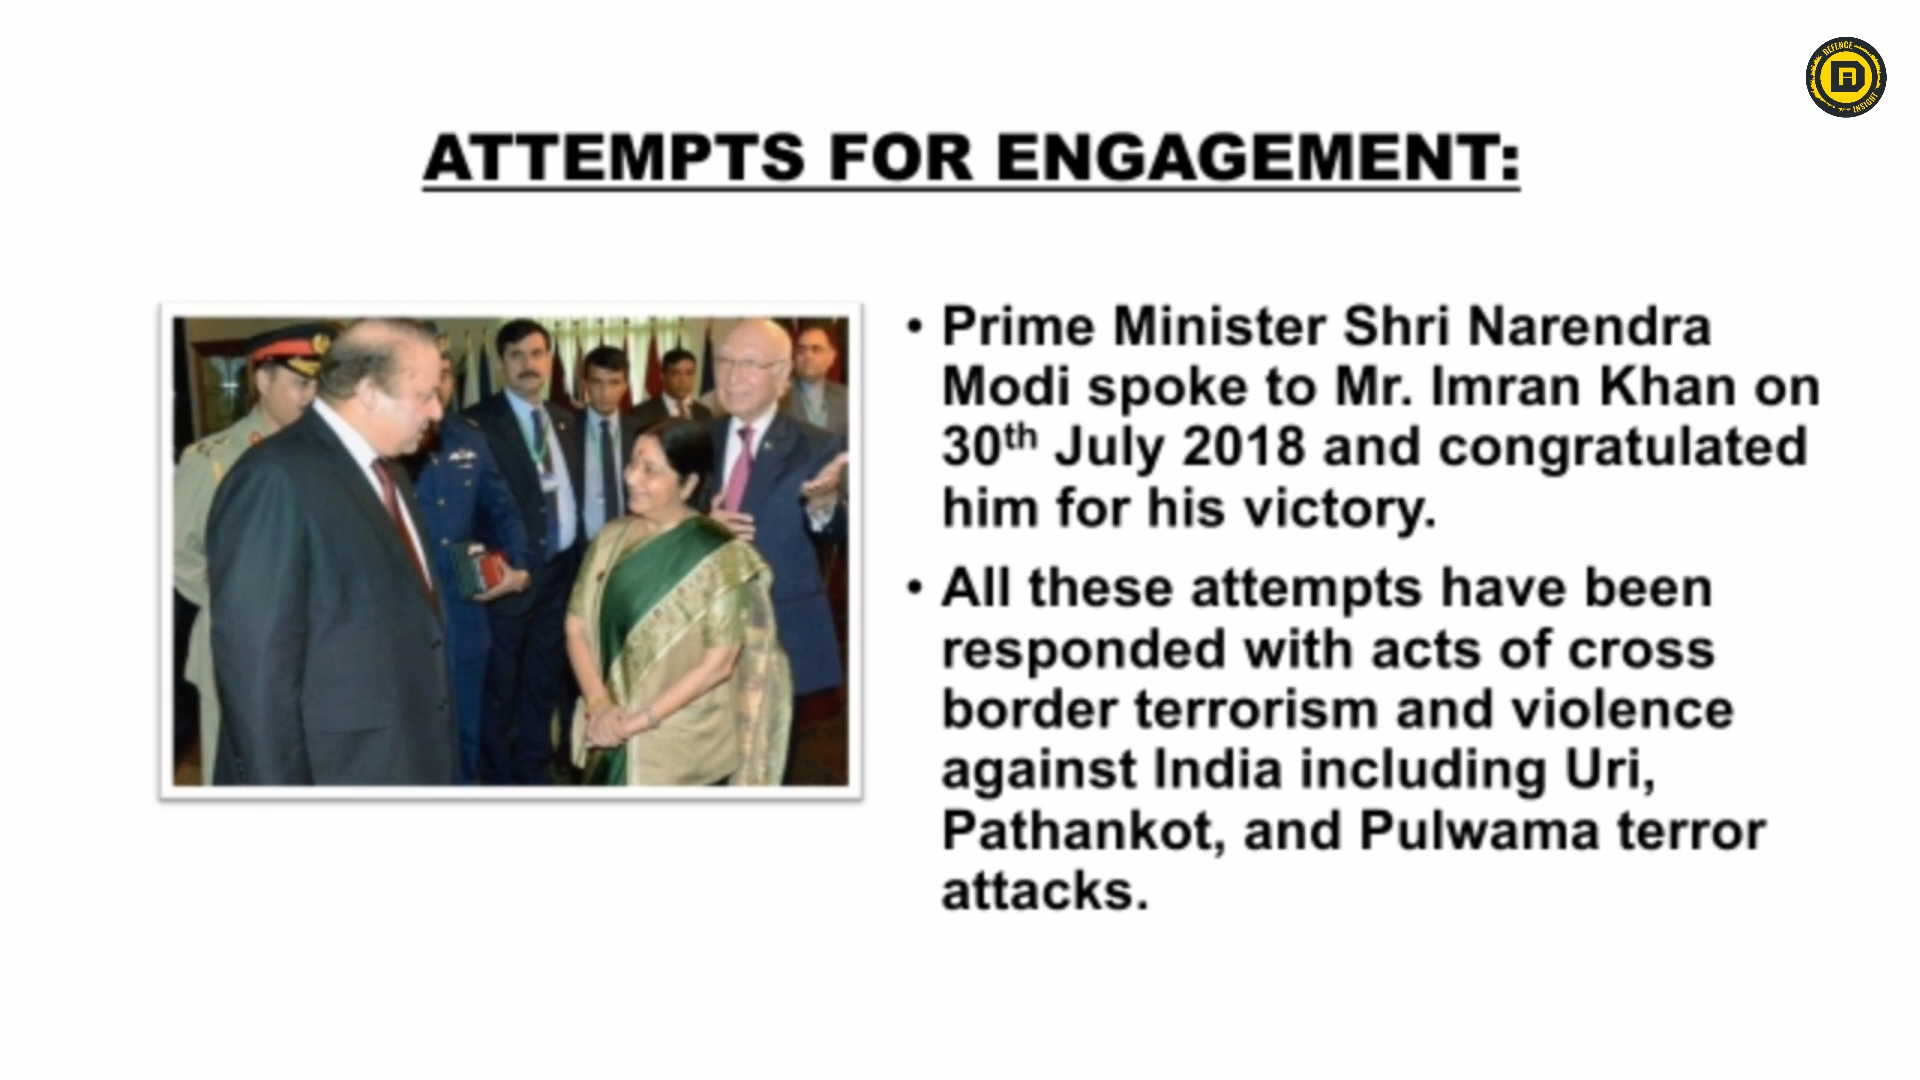 DEFENCE
INSIGHT
ATTEMPTS FOR ENGAGEMENT:
• Prime Minister Shri Narendra
Modi spoke to Mr. Imran Khan on
30th July 2018 and congratulated
him for his victory.
• All these attempts have been
responded with acts of cross
border terrorism and violence
against India including Uri,
Pathankot, and Pulwama terror
attacks.